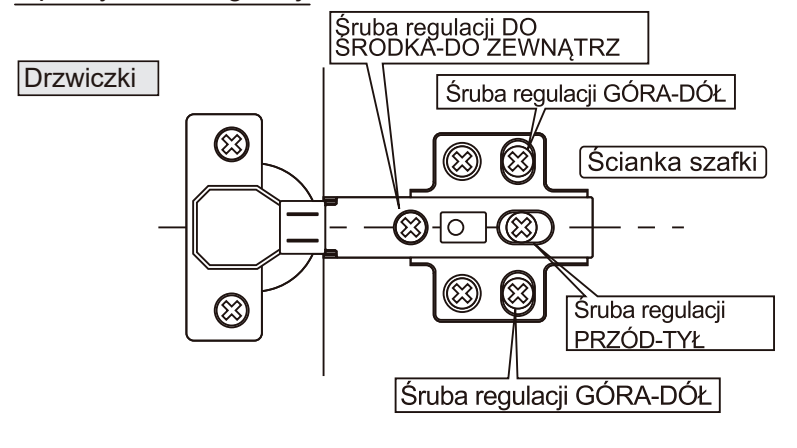 Śruba regulacji DO
ŚRODKA-DO ZEWNĄTRZ
Drzwiczki
Śruba regulacji GÓRA-DÓŁ
Ścianka szafki
Śruba regulacji
PRZÓD-TYŁ
Śruba regulacji GÓRA-DÓŁ